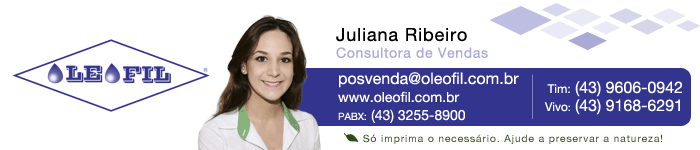 OLEOFIL
Juliana Ribeiro
Consultora de Vendas
posvenda@oleofil.com.br
www.oleofil.com.br
PABX: (43) 3255-8900
Tim: (43) 9606-0942
Vivo: (43) 9168-6291
Só imprima o necessário. Ajude a preservar a natureza!